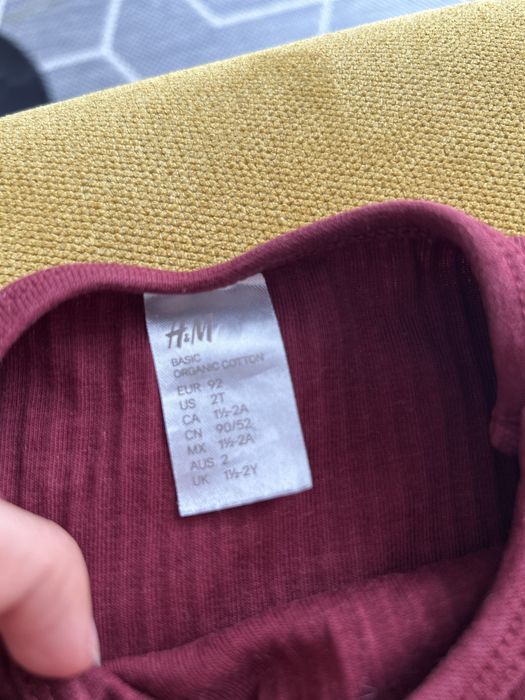 H&M
BASIC
ORGANIC COTTON
EUR 92
US 2T
CA 1½-2A
CN 90/52
MX 1½-2A
AUS 2
UK 1½-2Y